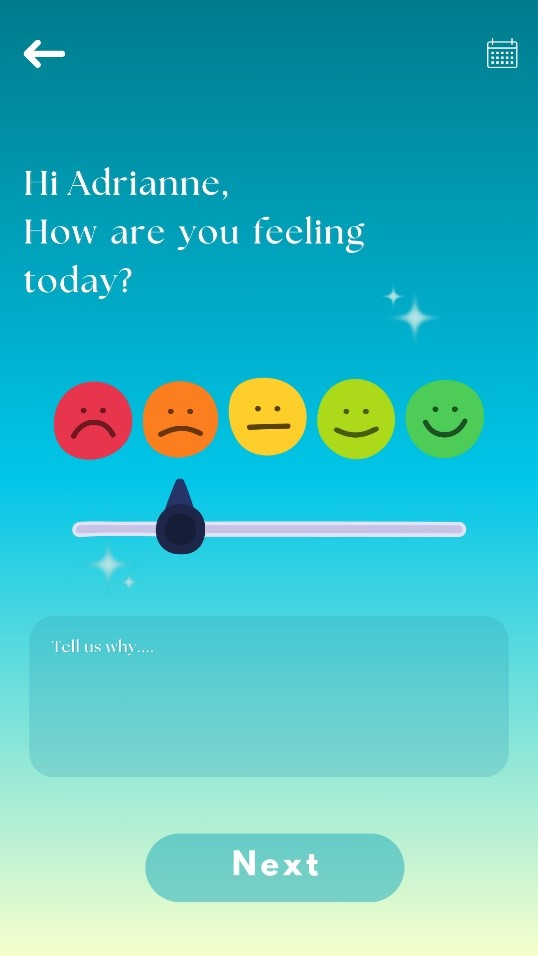 Hi Adrianne,
How are you feeling
today?
Tell us why....
Next